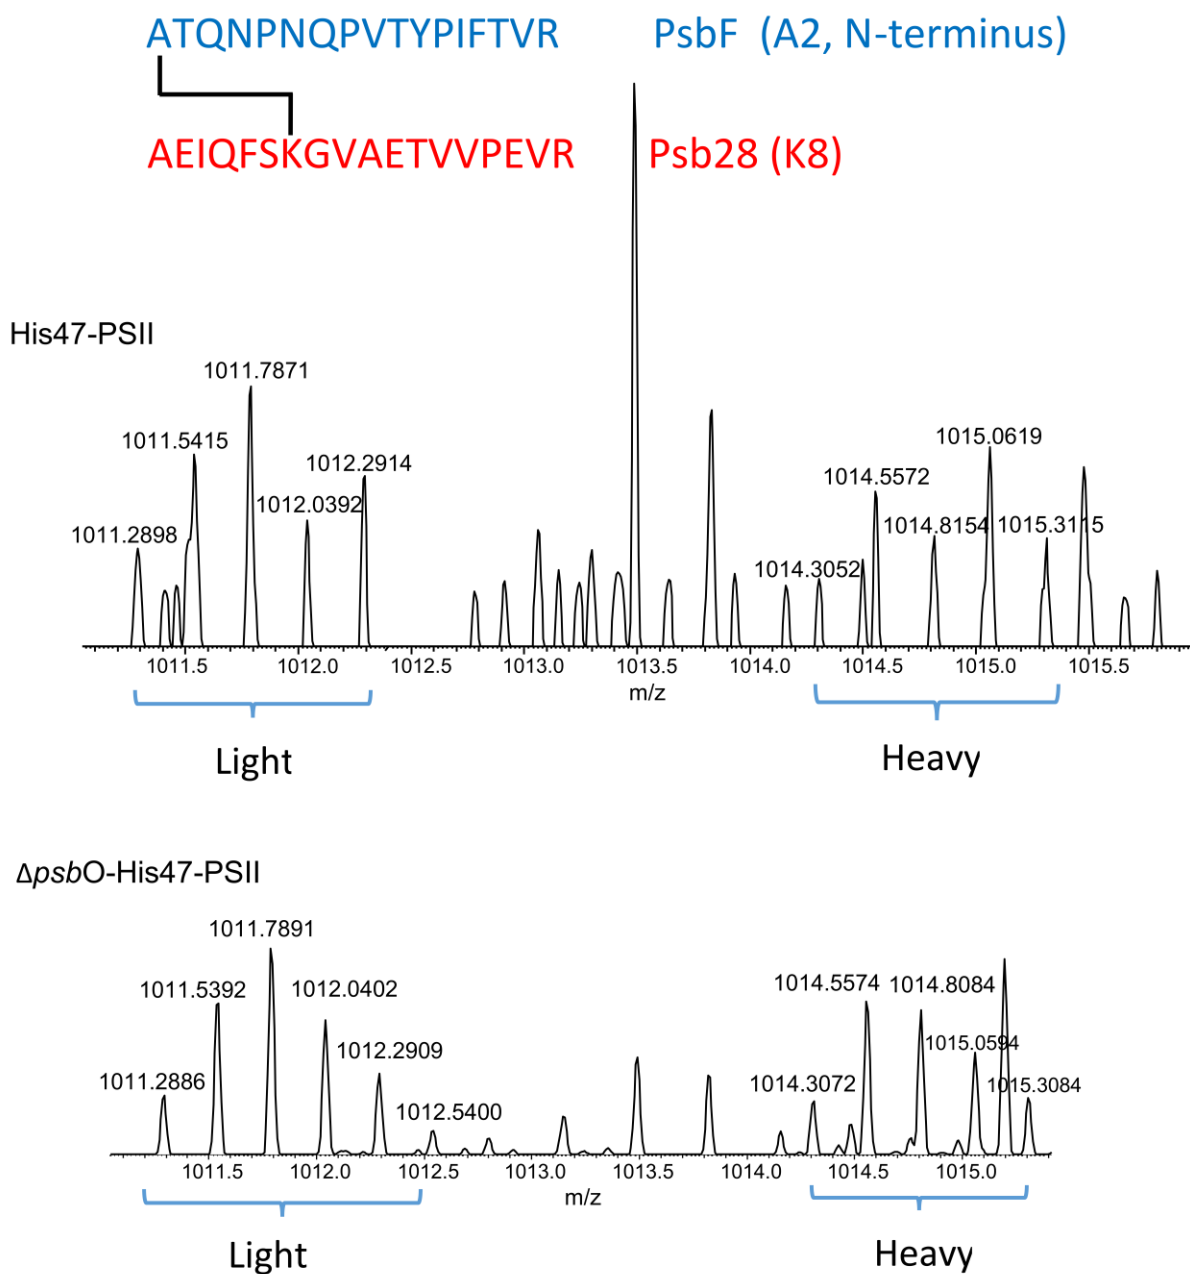 ATQNPNQPVTYPIFTVR PsbF (A2, N-terminus)
AEIQFSKGVAETVVPEVR Psb28 (K8)
His47-PSII
1011.7871
1011.5415
1015.0619
1012.2914
1014.5572
1012.0392
1014.8154 1015.3115
1011.2898
1014.3052
1011.5 1012.0 1012.5 1013.0 1013.5 1014.0 1014.5 1015.0 1015.5
m/z
Light Heavy
ΔpsbO-His47-PSII
1011.7891
1011.5392 1012.0402 1014.5574 1014.8084
1012.2909 1015.0594
1011.2886 1014.3072 1015.3084
1012.5400
1011.5 1012.0 1012.5 1013.0 1013.5 1014.0 1014.5 1015.0
m/z
Light Heavy